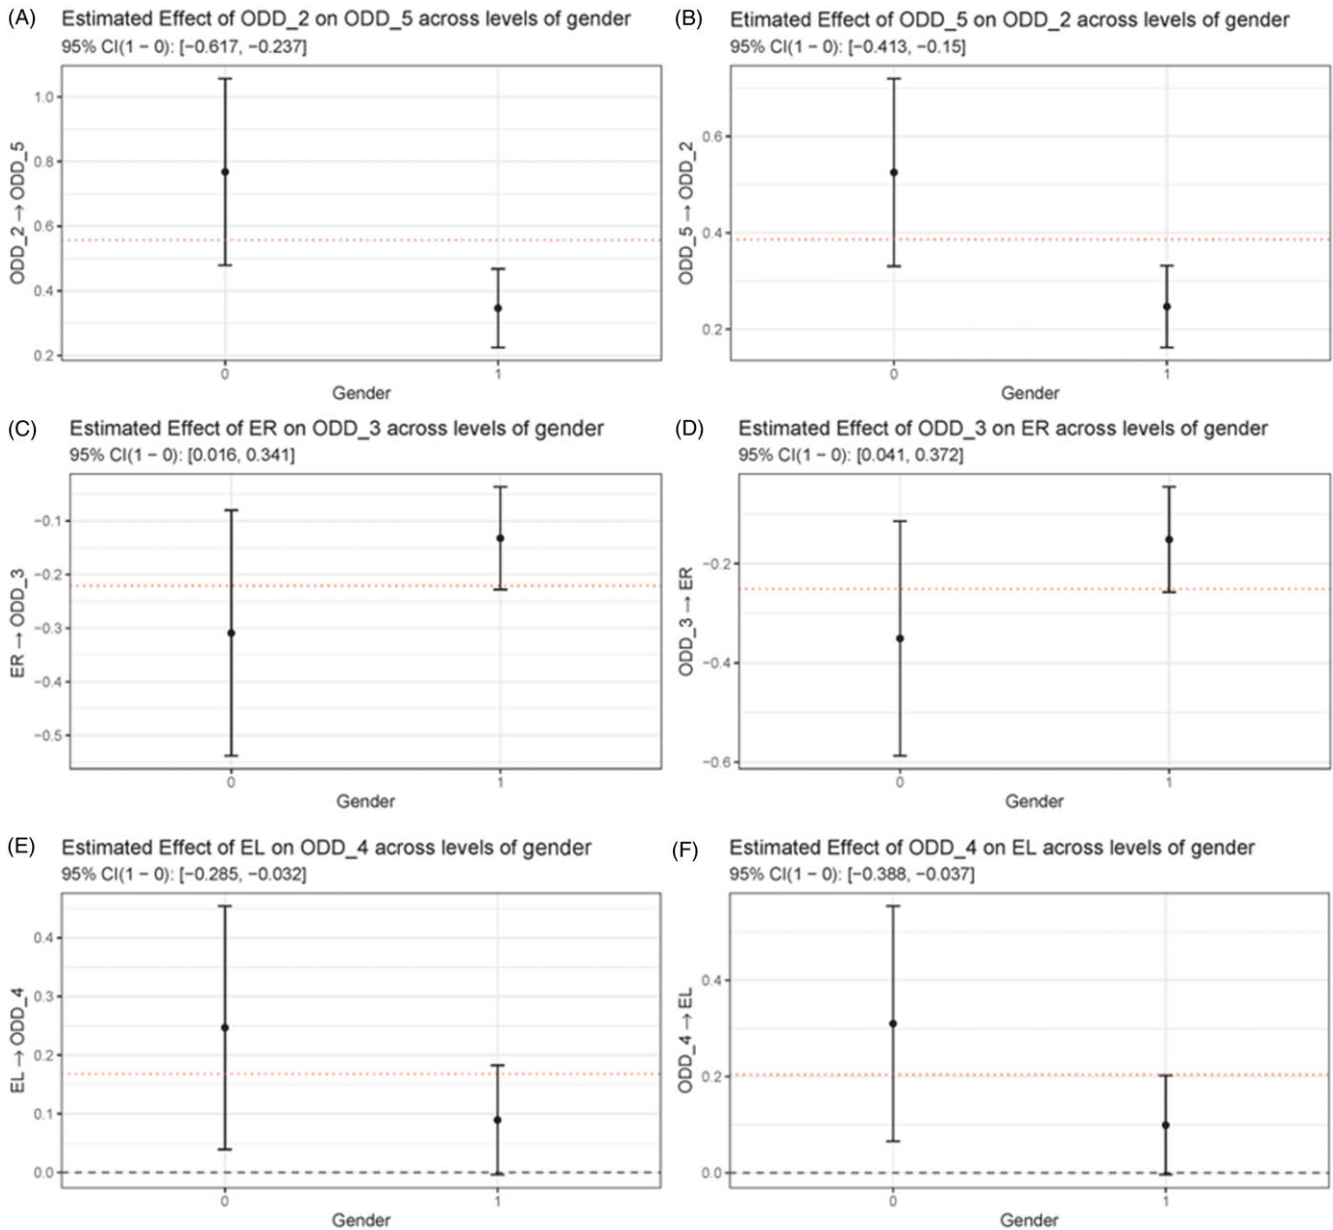 (A)
Estimated Effect of ODD_2 on ODD_5 across levels of gender
95% CI(1 − 0): [−0.617, −0.237]
ODD_2 → ODD_5
1.0
0.8
0.6
0.4
0.2
0
1
Gender
(B)
Etimated Effect of ODD_5 on ODD_2 across levels of gender
95% CI(1 − 0): [−0.413, −0.15]
ODD_5 → ODD_2
0.6
0.4
0.2
0
1
Gender
(C)
Estimated Effect of ER on ODD_3 across levels of gender
95% CI(1 − 0): [0.016, 0.341]
ER → ODD_3
−0.1
−0.2
−0.3
−0.4
−0.5
0
1
Gender
(D)
Estimated Effect of ODD_3 on ER across levels of gender
95% CI(1 − 0): [0.041, 0.372]
ODD_3 → ER
−0.2
−0.4
−0.6
0
1
Gender
(E)
Estimated Effect of EL on ODD_4 across levels of gender
95% CI(1 − 0): [−0.285, −0.032]
EL → ODD_4
0.4
0.3
0.2
0.1
0.0
0
1
Gender
(F)
Estimated Effect of ODD_4 on EL across levels of gender
95% CI(1 − 0): [−0.388, −0.037]
ODD_4 → EL
0.4
0.2
0.0
0
1
Gender